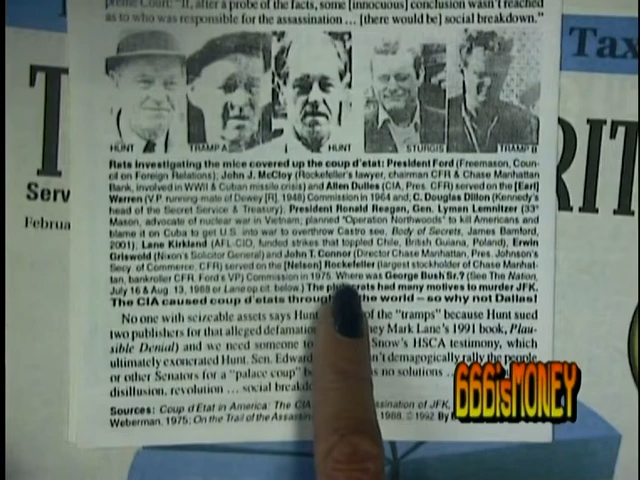 preme Court: "If, after a probe of the facts, some [innocuous] conclusion wasn't reached
as to who was responsible for the assassination ... [there would be] social breakdown."
HUNT TRAMP A HUNT STURGIS TRAMP B
Rats investigating the mice covered up the coup d'etat: President Ford (Freemason, Coun-
cil on Foreign Relations), John J. McCloy (Rockefeller's lawyer, chairman CFR & Chase Manhattan
Bank, involved in WWII & Cuban missile crisis) and Allen Dulles (CIA, Pres. CFR) served on the [Earl]
Warren (V.P. running-mate of Dewey [R], 1948) Commission in 1964 and, C. Douglas Dillon (Kennedy's
head of the Secret Service & Treasury). President Ronald Reagan, Gen. Lyman Lemnitzer (33°
Mason, advocate of nuclear war in Vietnam; planned "Operation Northwoods" to kill Americans and
blame it on Cuba to get U.S. into war to overthrow Castro see, Body of Secrets, James Bamford,
2001), Lane Kirkland (AFL-CIO, funded strikes that toppled Chile, British Guiana, Poland), Erwin
Griswold (Nixon's Solicitor General) and John T. Connor (Director Chase Manhattan, Pres. Johnson's
Secy of Commerce, CFR) served on the [Nelson] Rockefeller (largest stockholder of Chase Manhat-
tan, bankroller CFR, Ford's VP) Commission in 1975. Where was George Bush Sr.? (See The Nation,
July 16 & Aug. 13, 1988 or Lane op cit. below.) The rats had many motives to murder JFK.
The CIA caused coup d'etats throug the world – so why not Dallas!
No one with seizeable assets says Hunt of the "tramps" because Hunt sued
two publishers for that alleged defamation ney Mark Lane's 1991 book, Plau-
sible Denial) and we need someone to Snow's HSCA testimony, which
ultimately exonerated Hunt. Sen. Edward n't demagogically rally the people
or other Senators for a "palace coup" s no solutions ...
disillusion, revolution ... social breakd
Sources: Coup d'Etat in America: The CIA assination of JFK,
Weberman, 1975; On the Trail of the Assassin 1988. © 1992 By
T
Serv
Februa
Tax
RIT
666isMONEY